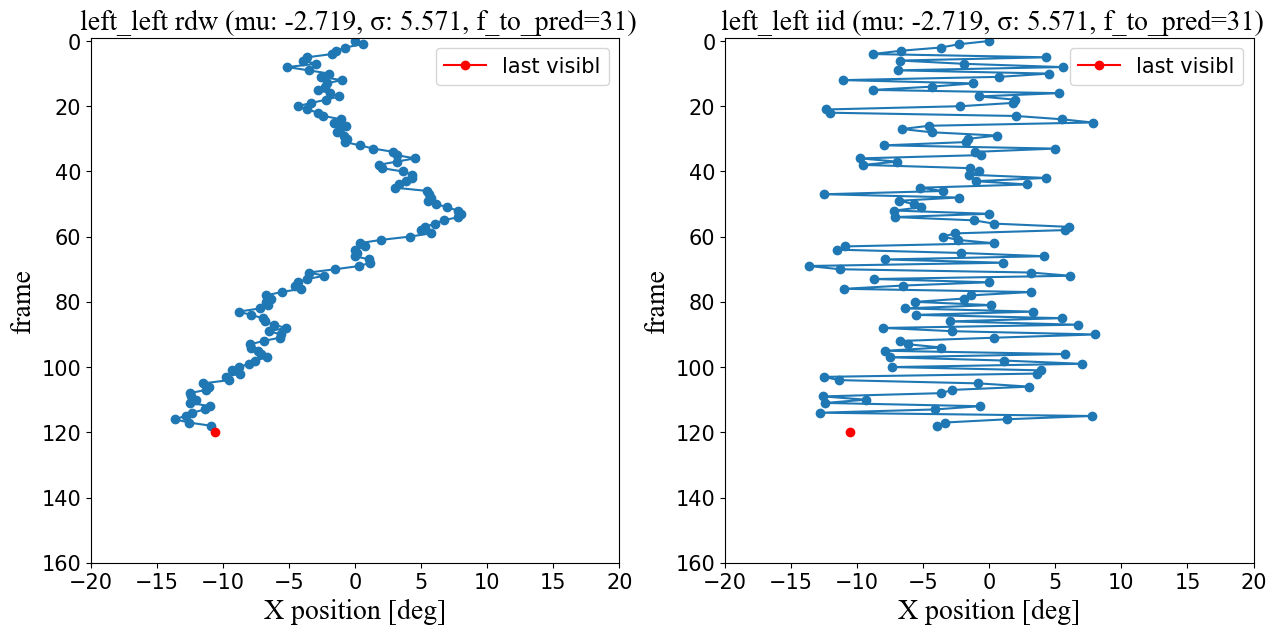 left_left rdw (mu: -2.719, σ: 5.571, f_to_pred=31)
last visibl
0
20
40
60
80
100
120
140
160
frame
−20 −15 −10 −5 0 5 10 15 20
X position [deg]
left_left iid (mu: -2.719, σ: 5.571, f_to_pred=31)
last visibl
0
20
40
60
80
100
120
140
160
frame
−20 −15 −10 −5 0 5 10 15 20
X position [deg]